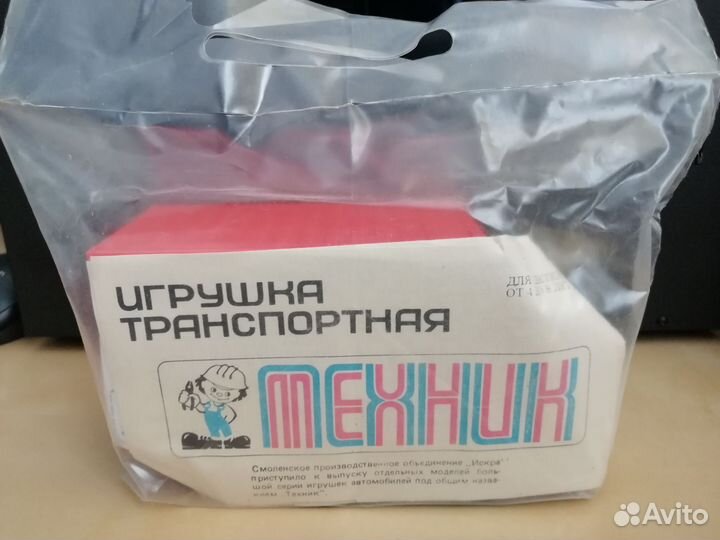 ИГРУШКА
ТРАНСПОРТНАЯ
ДЛЯ
ОТ 4
ТЕХНИК
Смоленское производственное объединение „Искра"
приступило к выпуску отдельных моделей боль-
шой серии игрушек автомобилей под общим назва-
нием „Техник".
Avito